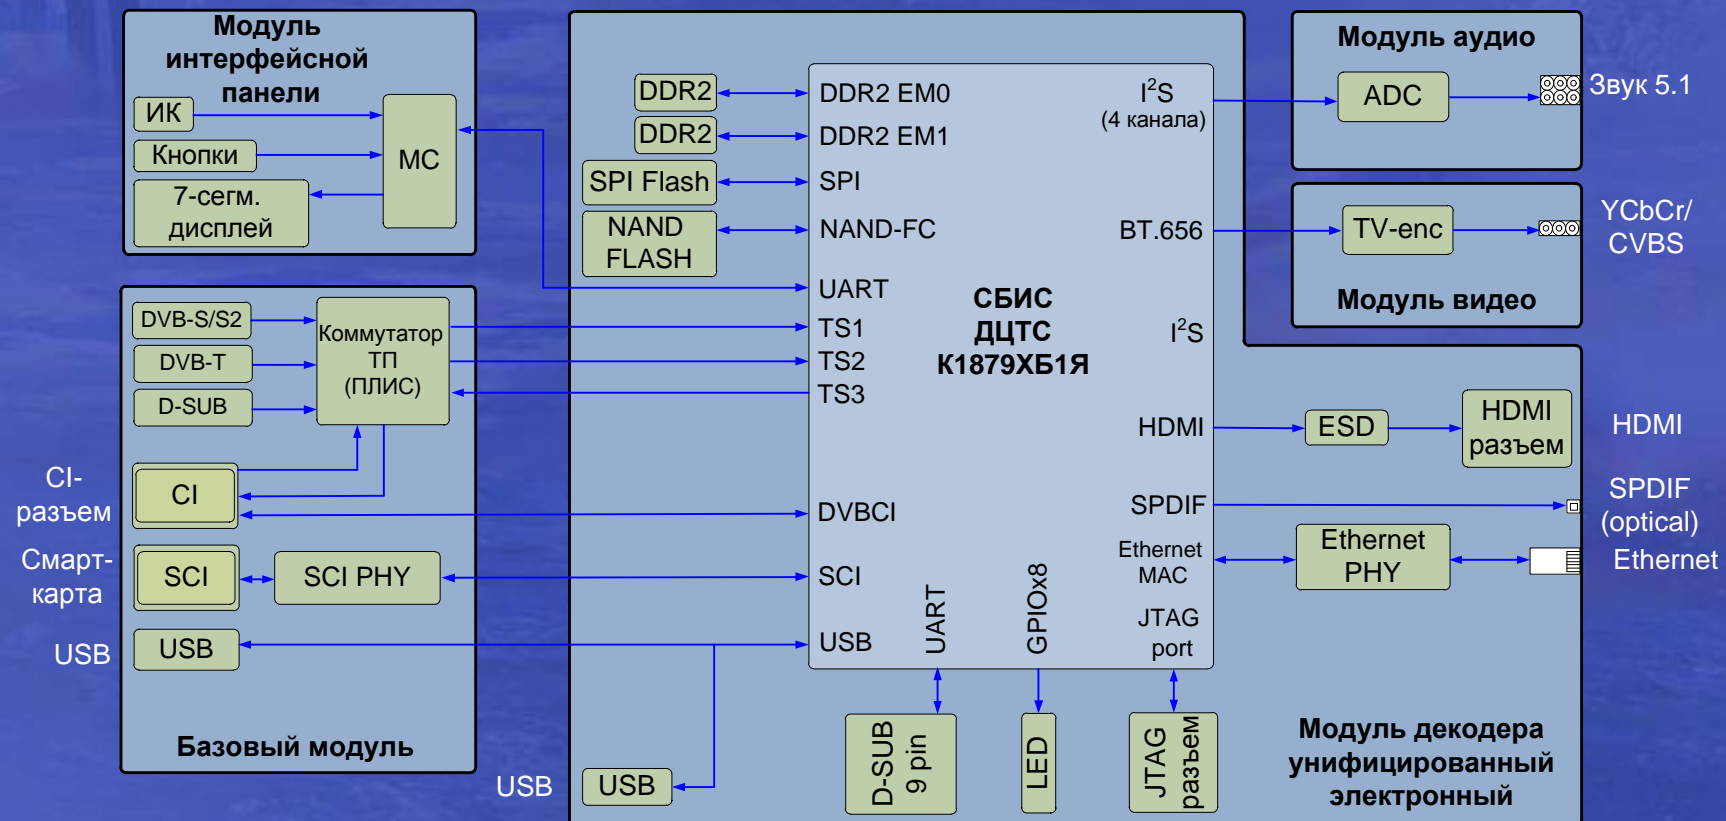 Модуль
интерфейсной
панели
ИК
Кнопки
7-сегм.
дисплей
МС
DVB-S/S2
DVB-T
D-SUB
Коммутатор
ТП
(ПЛИС)
CI-
разъем
CI
Смарт-
карта
SCI
SCI PHY
USB
USB
Базовый модуль
DDR2
DDR2
SPI Flash
NAND
FLASH
USB
USB
DDR2 EM0
DDR2 EM1
SPI
NAND-FC
UART
TS1
TS2
TS3
DVBCI
SCI
USB
СБИС
ДЦТС
К1879ХБ1Я
I²S
(4 канала)
BT.656
I²S
HDMI
SPDIF
Ethernet
MAC
JTAG
port
UART
GPIOx8
D-SUB
9 pin
LED
JTAG
разъем
Модуль аудио
ADC
Звук 5.1
TV-enc
YCbCr/
CVBS
Модуль видео
ESD
HDMI
разъем
HDMI
SPDIF
(optical)
Ethernet
PHY
Ethernet
Модуль декодера
унифицированный
электронный